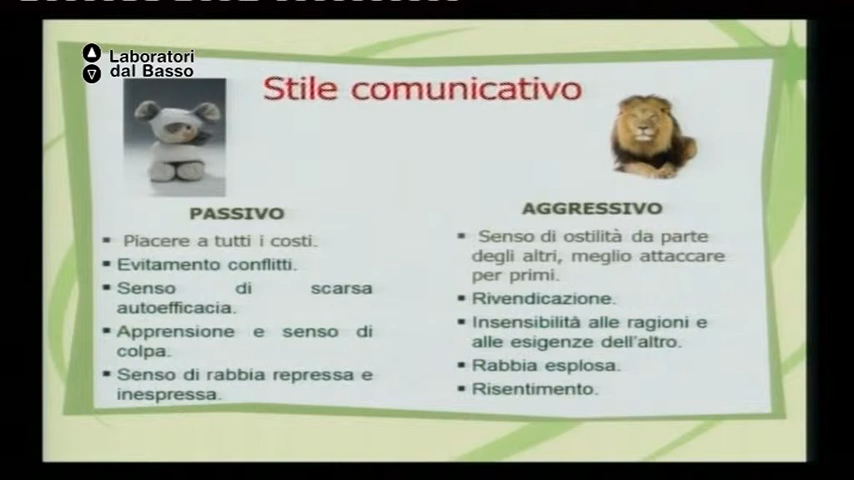 Laboratori
dal Basso
Stile comunicativo
PASSIVO
▪ Piacere a tutti i costi.
▪ Evitamento conflitti.
▪ Senso di scarsa
autoefficacia.
▪ Apprensione e senso di
colpa.
▪ Senso di rabbia repressa e
inespressa.
AGGRESSIVO
▪ Senso di ostilità da parte
degli altri, meglio attaccare
per primi.
▪ Rivendicazione.
▪ Insensibilità alle ragioni e
alle esigenze dell'altro.
▪ Rabbia esplosa.
▪ Risentimento.